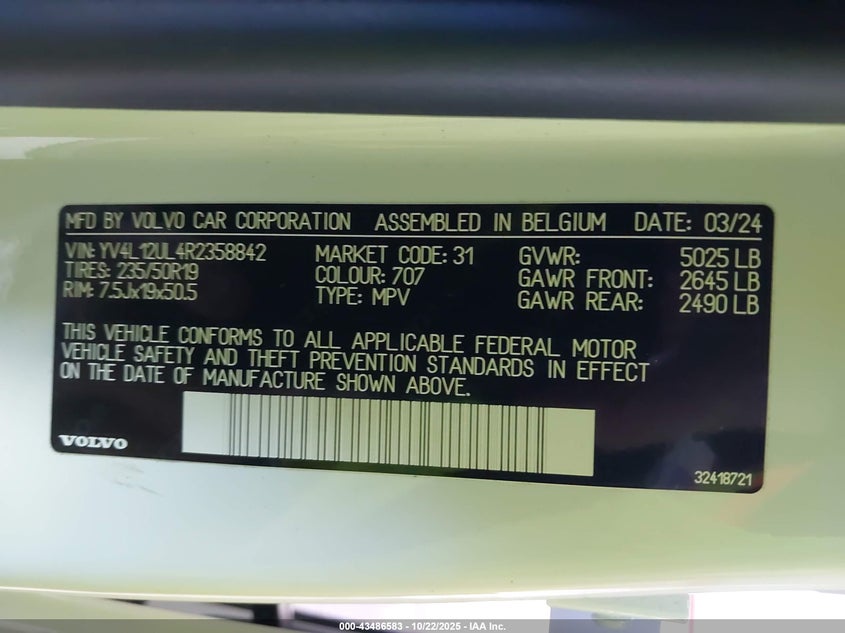 MFD BY VOLVO CAR CORPORATION ASSEMBLED IN BELGIUM DATE: 03/24
VIN: YV4L12UL4R2358842 MARKET CODE: 31 GVWR: 5025 LB
TIRES: 235/50R19 COLOUR: 707 GAWR FRONT: 2645 LB
RIM: 7.5Jx19x50.5 TYPE: MPV GAWR REAR: 2490 LB
THIS VEHICLE CONFORMS TO ALL APPLICABLE FEDERAL MOTOR
VEHICLE SAFETY AND THEFT PREVENTION STANDARDS IN EFFECT
ON THE DATE OF MANUFACTURE SHOWN ABOVE.
VOLVO
32418721
000-43486583 - 10/22/2025 - IAA Inc.